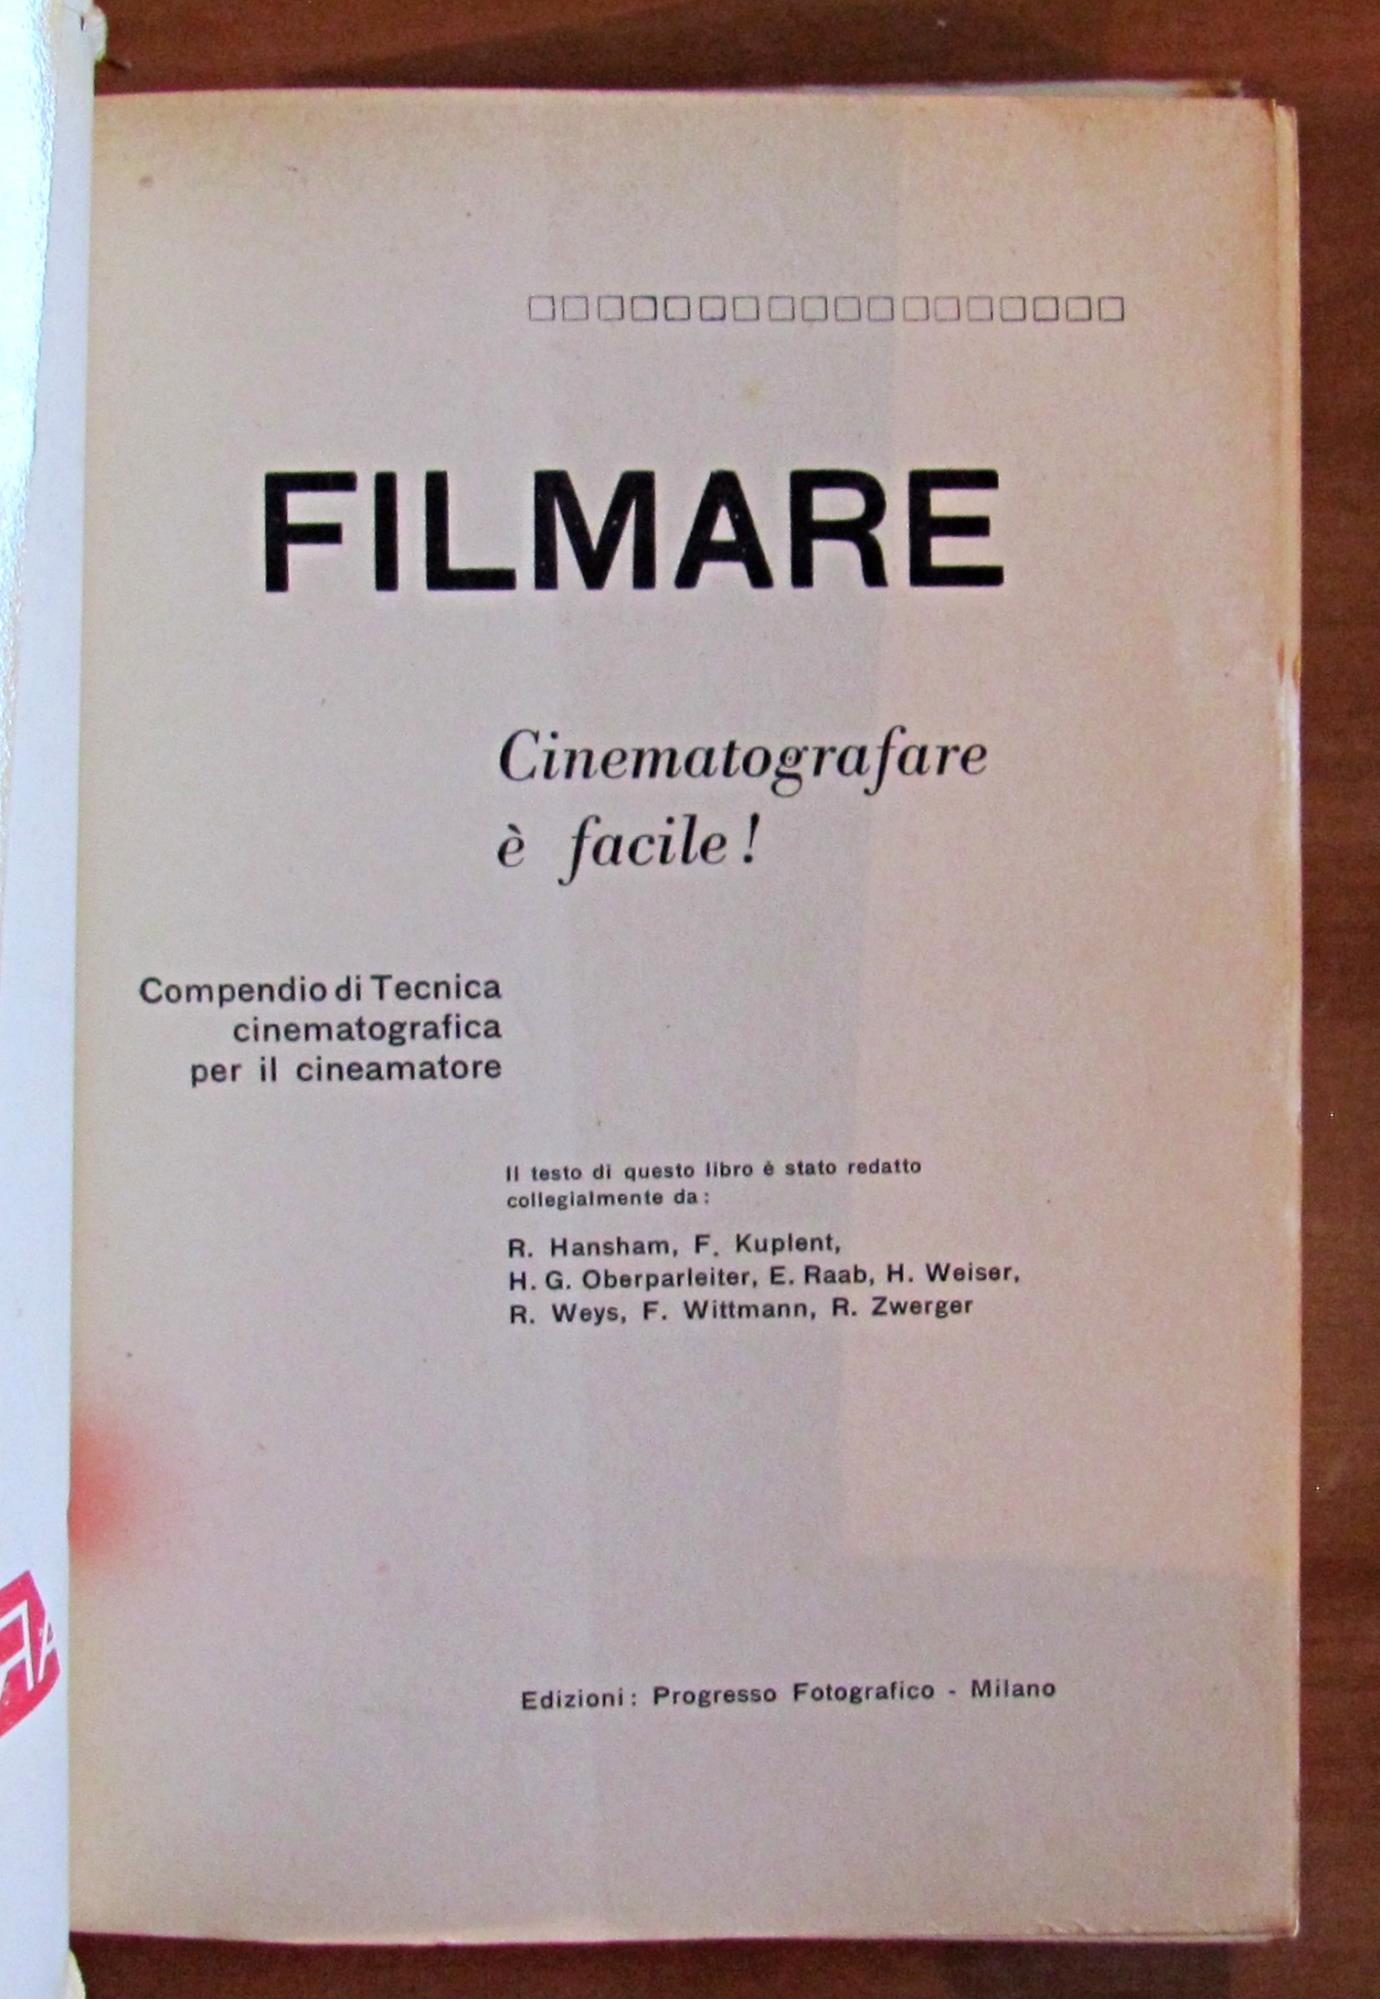 FILMARE
Cinematografare
è facile!
Compendio di Tecnica
cinematografica
per il cineamatore
Il testo di questo libro è stato redatto
collegialmente da:
R. Hansham, F. Kuplent,
H. G. Oberparleiter, E. Raab, H. Weiser,
R. Weys, F. Wittmann, R. Zwerger
Edizioni: Progresso Fotografico - Milano